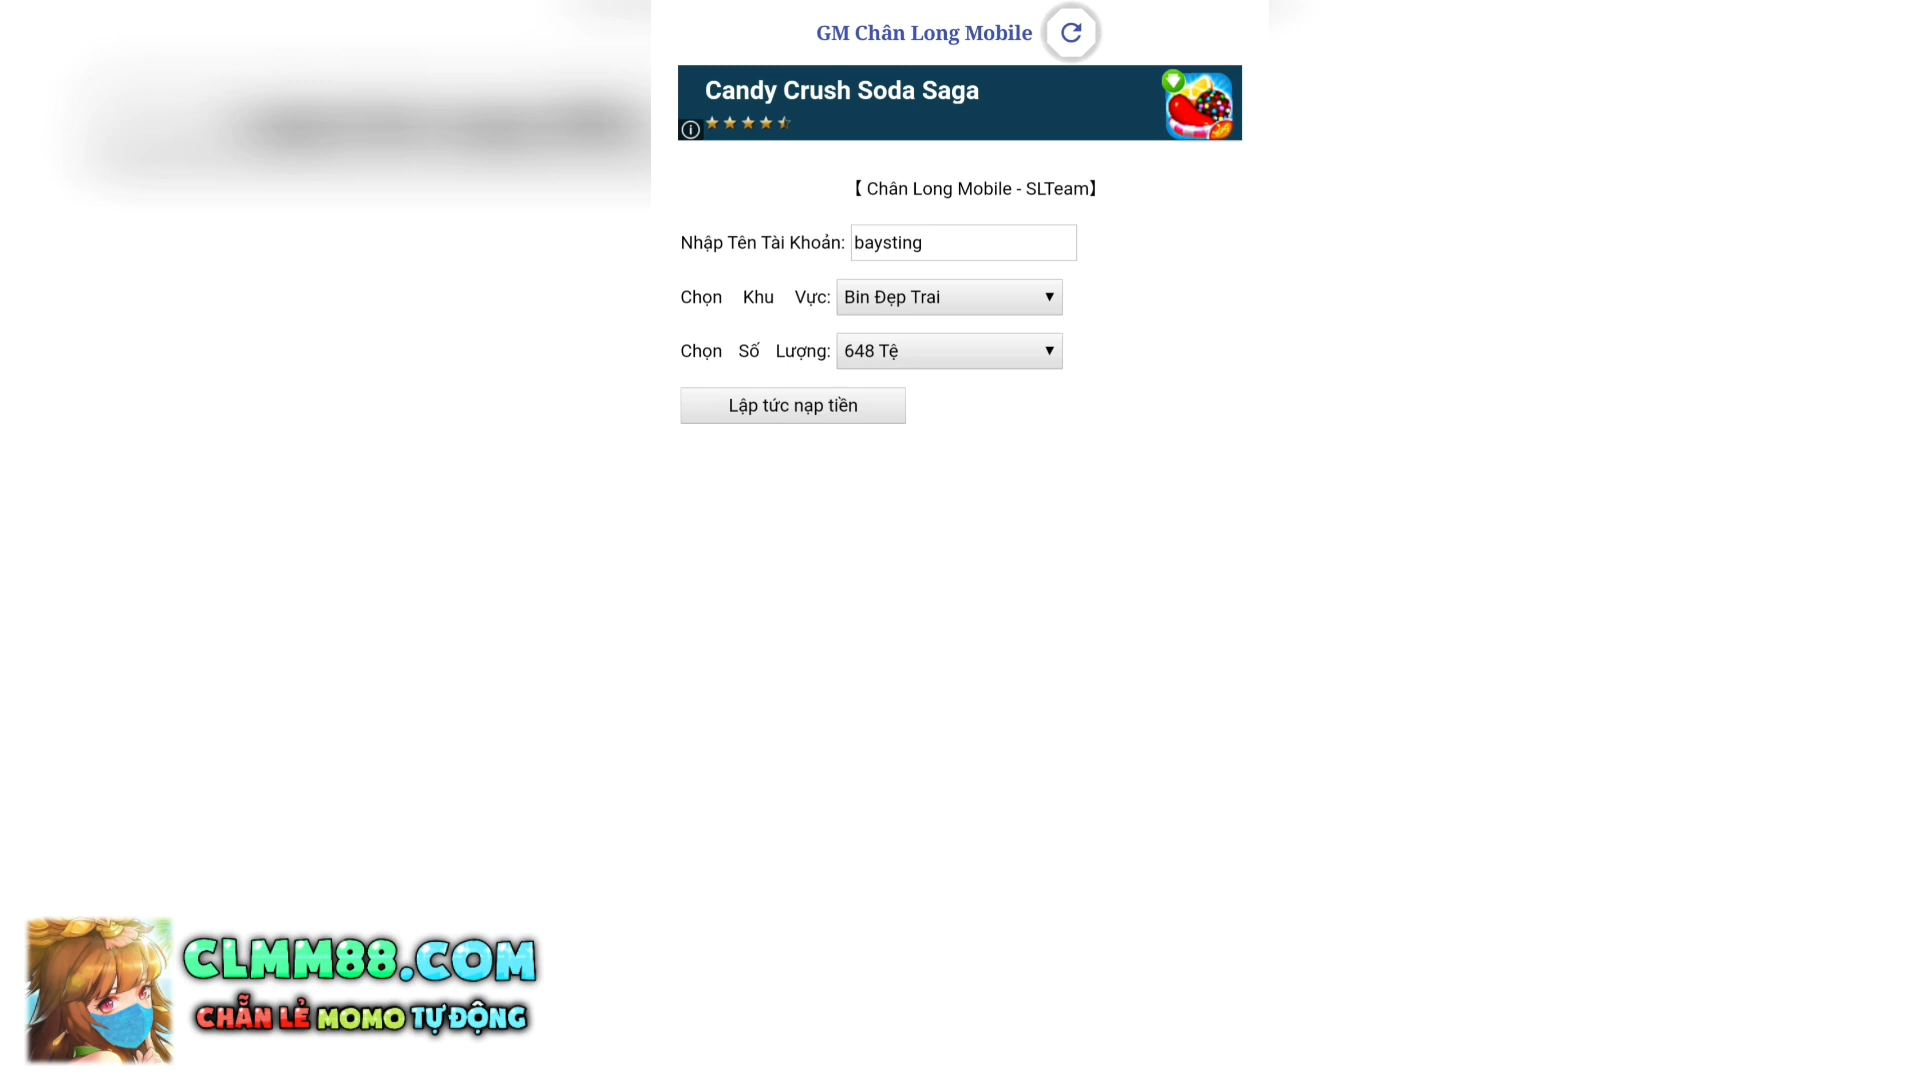 GM Chân Long Mobile
Candy Crush Soda Saga
【 Chân Long Mobile - SLTeam】
Nhập Tên Tài Khoản: baysting
Chọn Khu Vực: Bin Đẹp Trai
Chọn Số Lượng: 648 Tệ
Lập tức nạp tiền
CLMM88.COM
CHẴN LẺ MOMO TỰ ĐỘNG